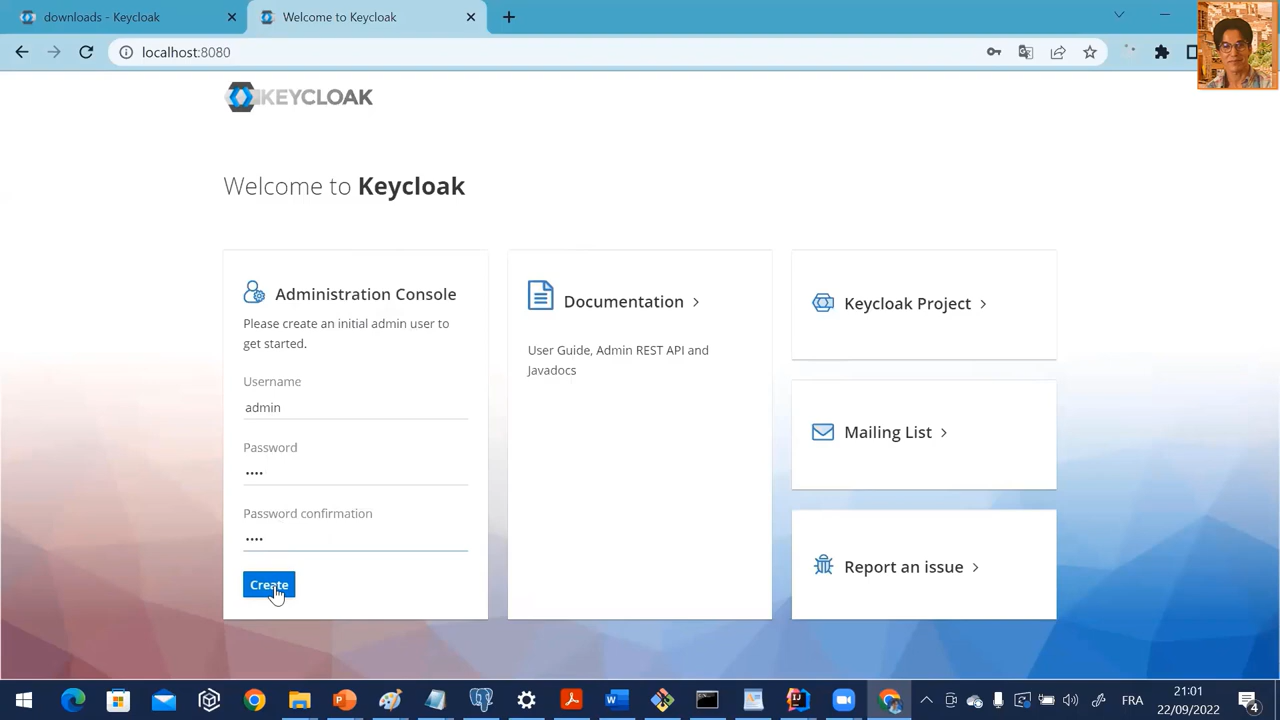 downloads - Keycloak
Welcome to Keycloak
localhost:8080
KEYCLOAK
Welcome to Keycloak
Administration Console
Please create an initial admin user to
get started.
Username
admin
Password
••••
Password confirmation
••••
Create
Documentation
User Guide, Admin REST API and
Javadocs
Keycloak Project
Mailing List
Report an issue
FR
21:01
22/09/2022
4